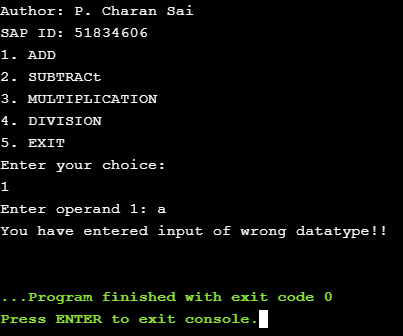 Author: P. Charan Sai
SAP ID: 51834606
1. ADD
2. SUBTRACt
3. MULTIPLICATION
4. DIVISION
5. EXIT
Enter your choice:
1
Enter operand 1: a
You have entered input of wrong datatype!!
...Program finished with exit code 0
Press ENTER to exit console.